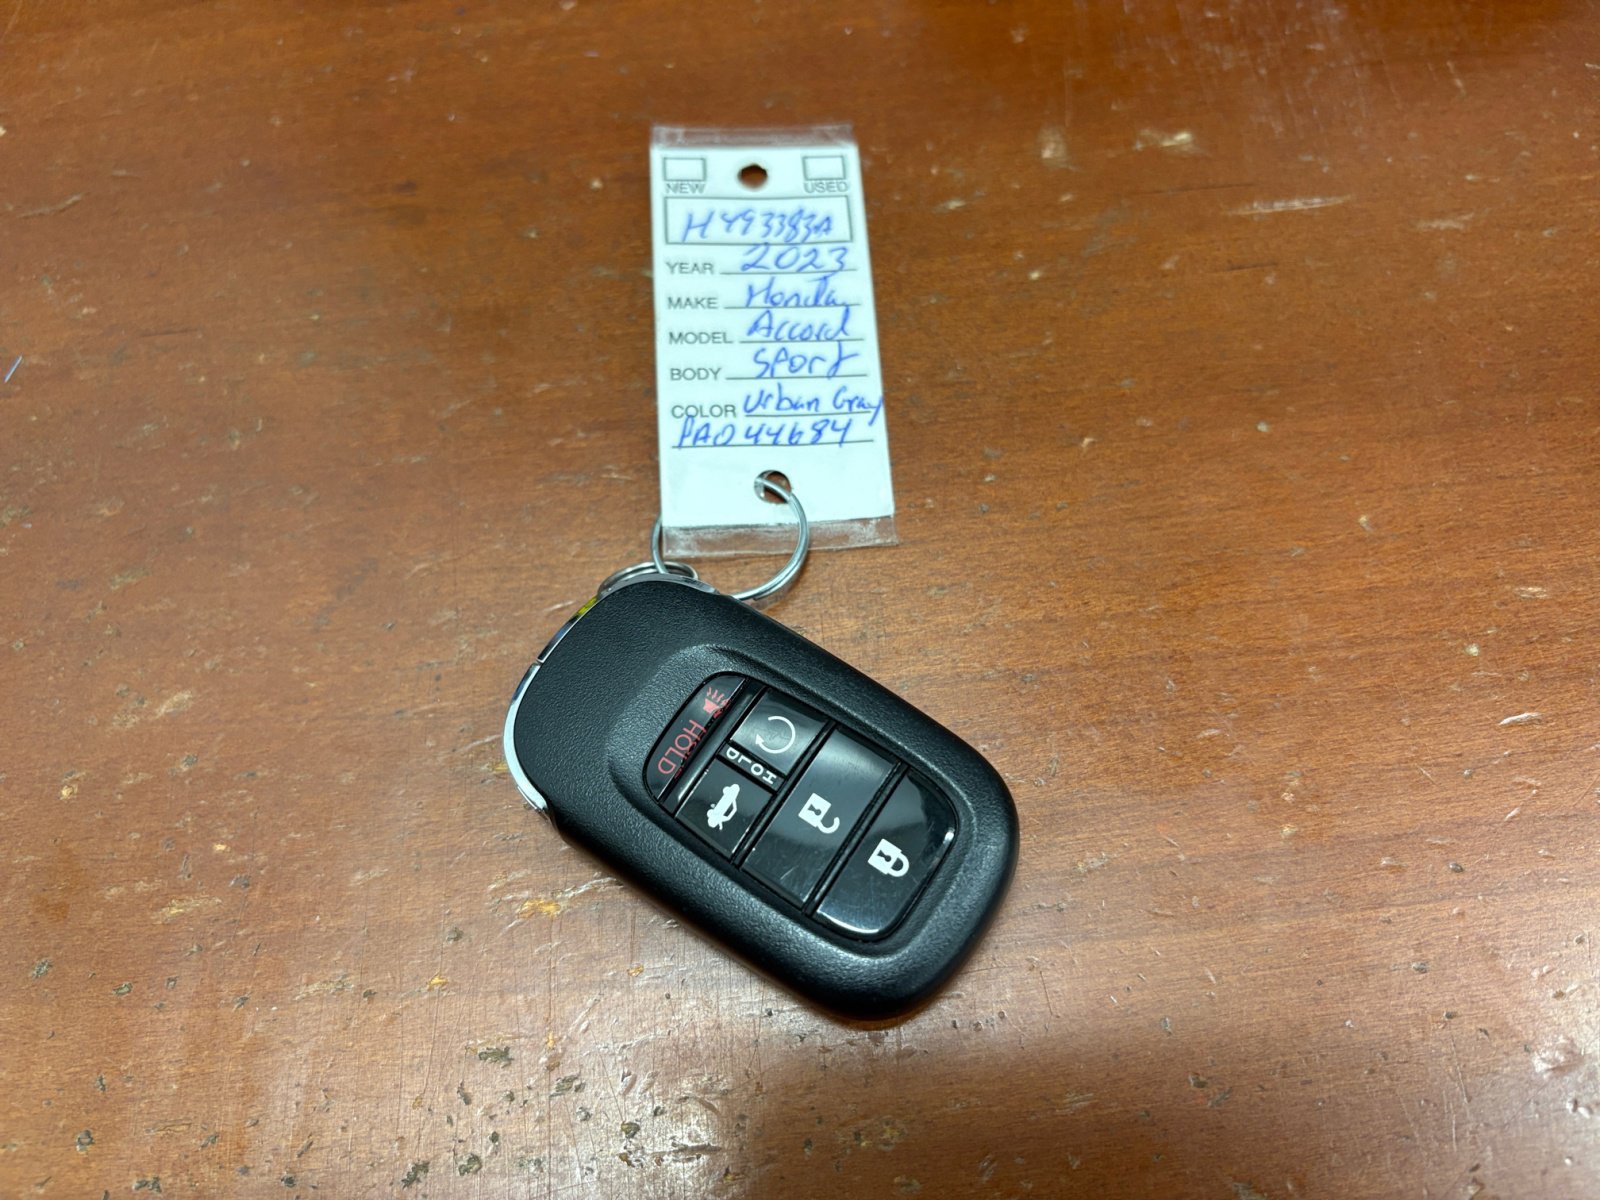 NEW USED
H493383A
YEAR 2023
MAKE Honda
MODEL Accord
BODY Sport
COLOR Urban Gray
PA044684
HOLD
HOLD